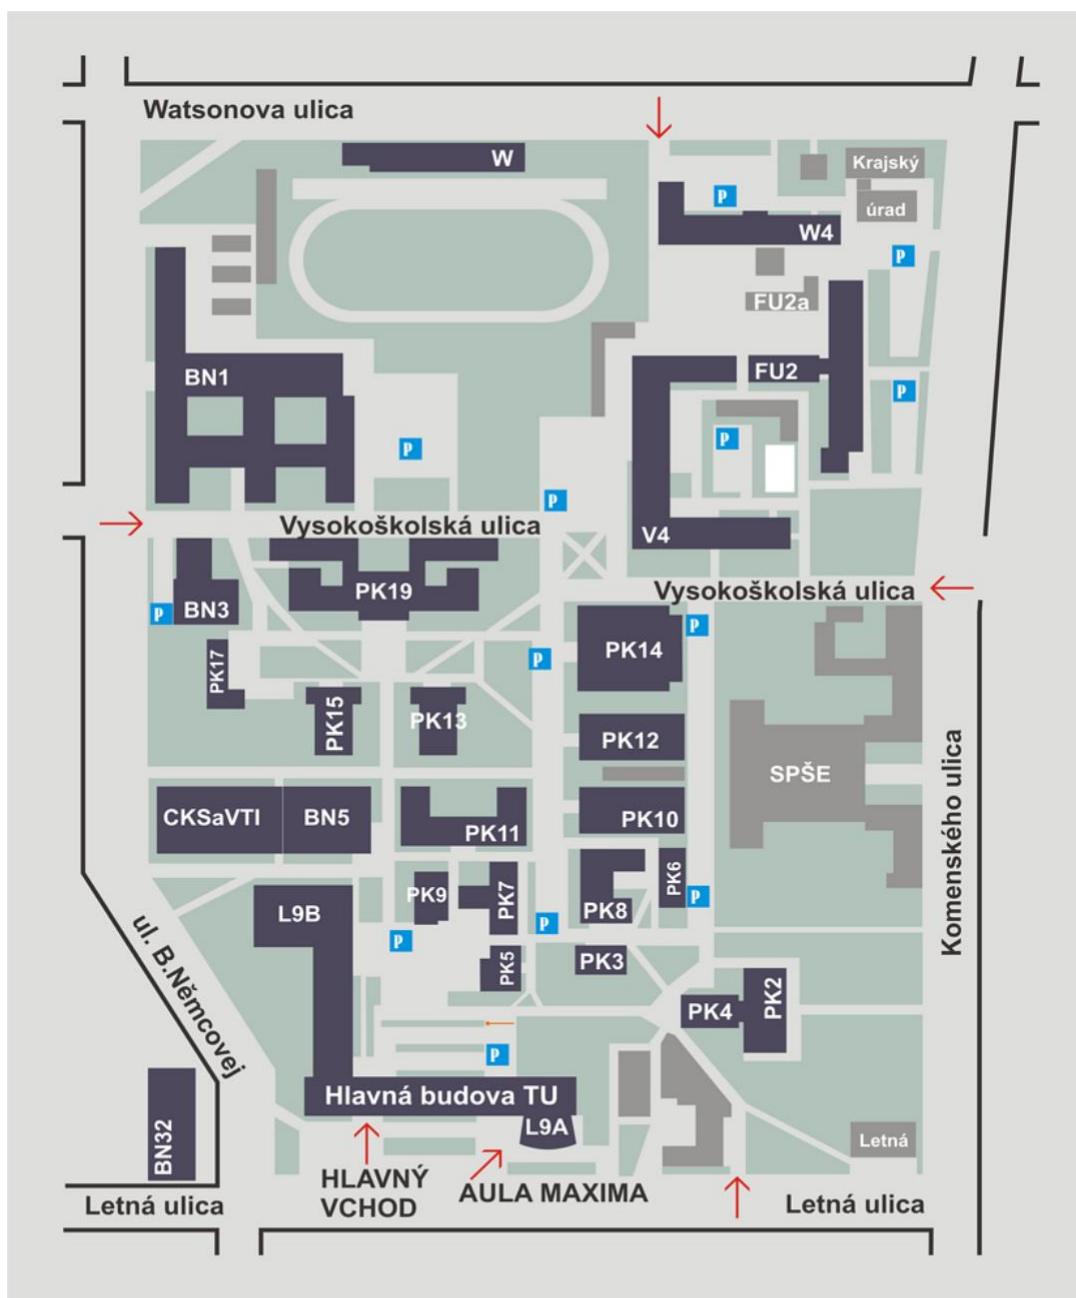 Watsonova ulica
W
Krajský
úrad
P
W4
P
FU2a
BN1
FU2
P
P
P
P
Vysokoškolská ulica
V4
PK19
Vysokoškolská ulica
BN3
P
P
PK14
P
PK17
PK15
PK13
PK12
SPŠE
Komenského ulica
CKSaVTI
BN5
PK11
PK10
PK9
PK7
PK8
PK6
P
L9B
P
P
PK5
PK3
PK4
PK2
ul. B.Němcovej
P
Hlavná budova TU
L9A
BN32
Letná
HLAVNÝ
VCHOD
AULA MAXIMA
Letná ulica
Letná ulica